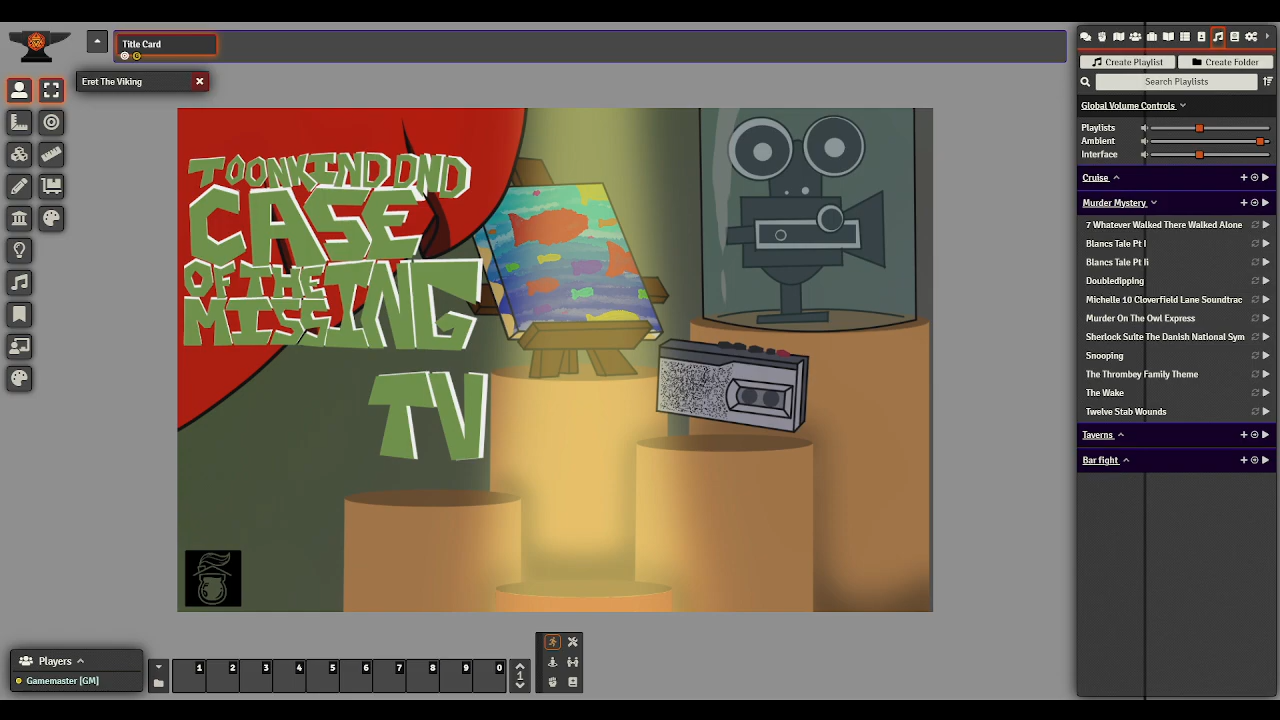 Title Card
G
Eret The Viking
TOONKIND DND
CASE
OF THE
MISSING
TV
Create Playlist
Create Folder
Search Playlists
Global Volume Controls
Playlists
Ambient
Interface
Cruise
Murder Mystery
7 Whatever Walked There Walked Alone
Blancs Tale Pt I
Blancs Tale Pt Ii
Doubledipping
Michelle 10 Cloverfield Lane Soundtrac
Murder On The Owl Express
Sherlock Suite The Danish National Sym
Snooping
The Thrombey Family Theme
The Wake
Twelve Stab Wounds
Taverns
Bar fight
Players
Gamemaster [GM]
1 2 3 4 5 6 7 8 9 0
1